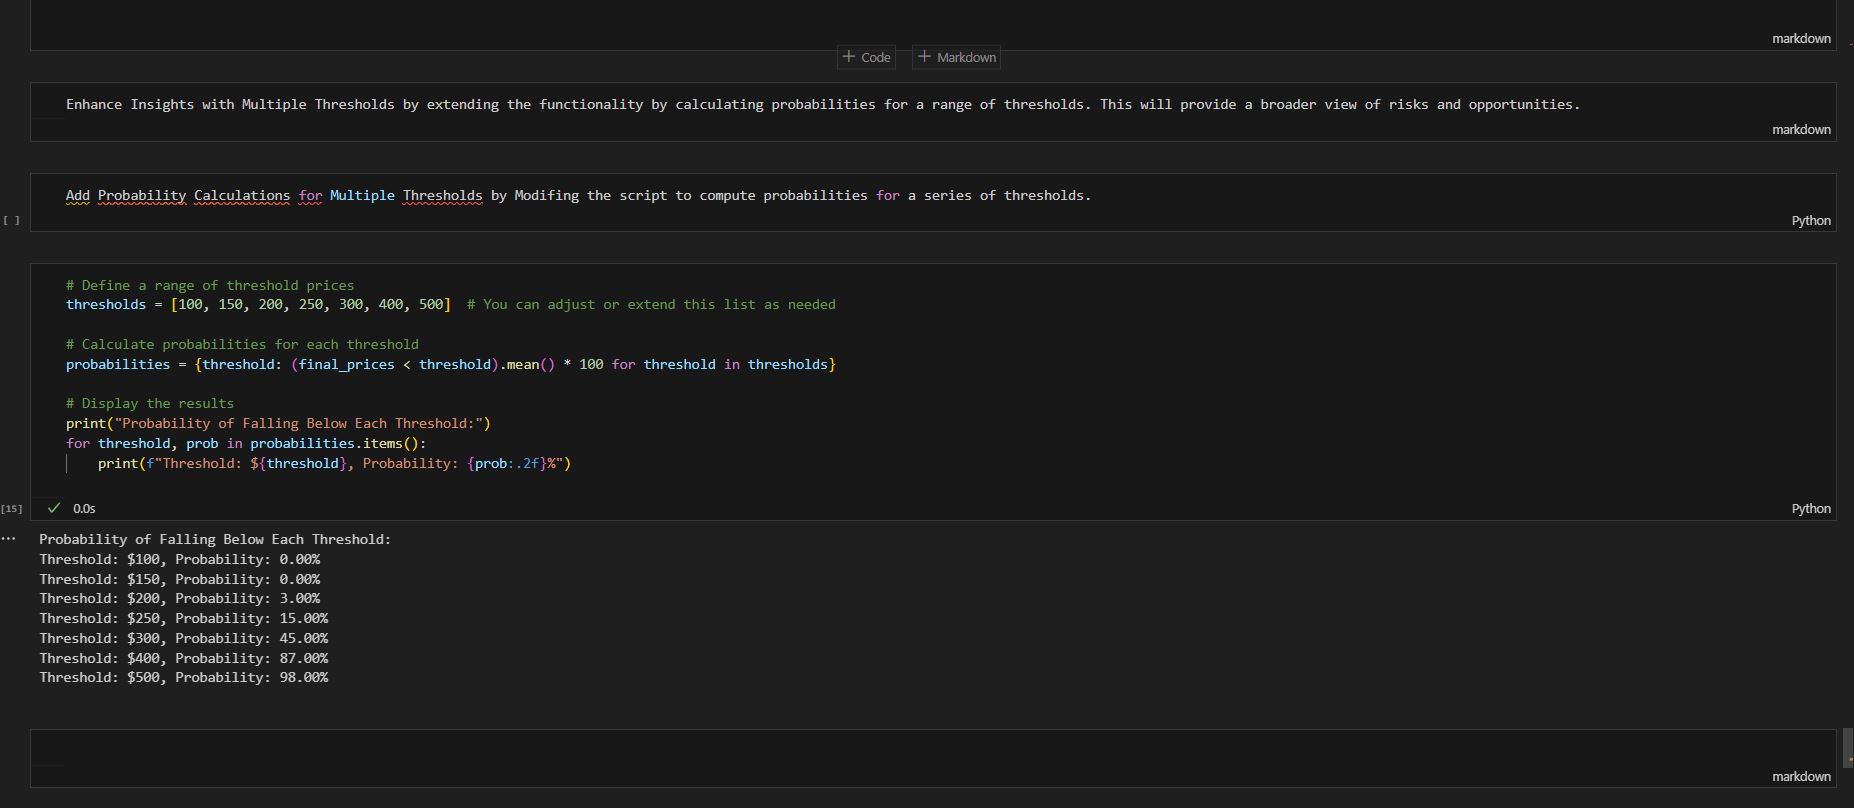 markdown
+ Code + Markdown
Enhance Insights with Multiple Thresholds by extending the functionality by calculating probabilities for a range of thresholds. This will provide a broader view of risks and opportunities.
markdown
Add Probability Calculations for Multiple Thresholds by Modifing the script to compute probabilities for a series of thresholds.
[ ]
Python
# Define a range of threshold prices
thresholds = [100, 150, 200, 250, 300, 400, 500]  # You can adjust or extend this list as needed
# Calculate probabilities for each threshold
probabilities = {threshold: (final_prices < threshold).mean() * 100 for threshold in thresholds}
# Display the results
print("Probability of Falling Below Each Threshold:")
for threshold, prob in probabilities.items():
    print(f"Threshold: ${threshold}, Probability: {prob:.2f}%")
[15] ✓ 0.0s Python
... Probability of Falling Below Each Threshold:
Threshold: $100, Probability: 0.00%
Threshold: $150, Probability: 0.00%
Threshold: $200, Probability: 3.00%
Threshold: $250, Probability: 15.00%
Threshold: $300, Probability: 45.00%
Threshold: $400, Probability: 87.00%
Threshold: $500, Probability: 98.00%
markdown